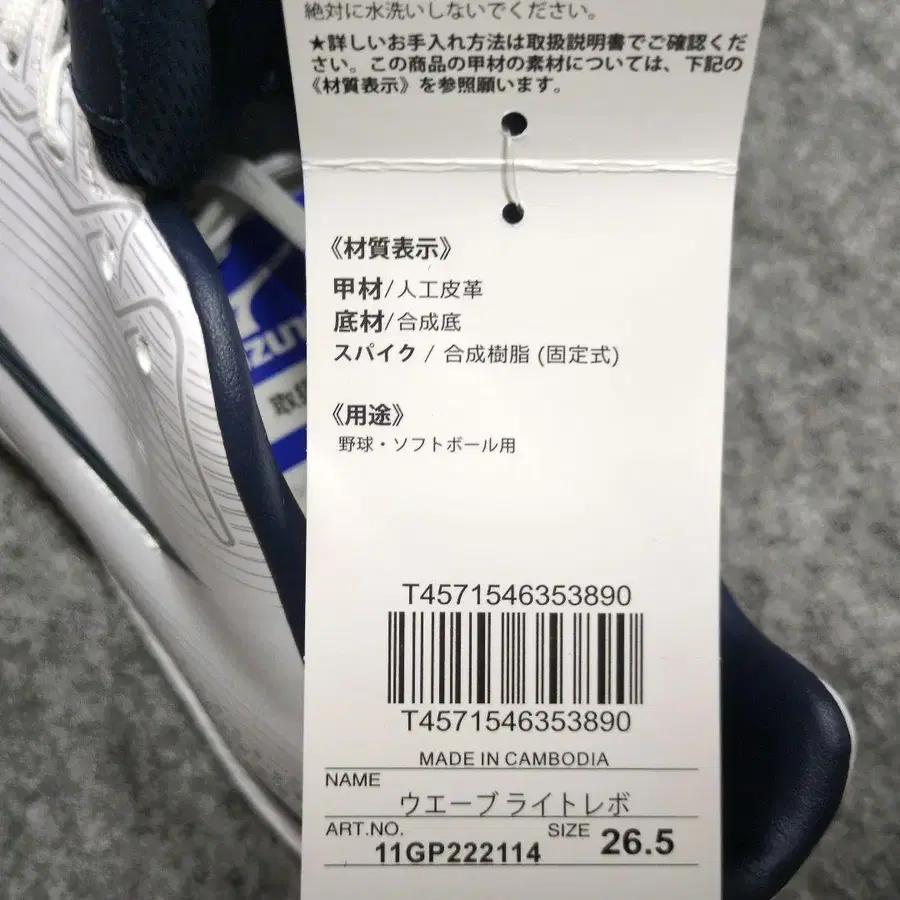 絶対に水洗いしないでください。
★詳しいお手入れ方法は取扱説明書でご確認くだ
さい。この商品の甲材の素材については、下記の
《材質表示》を参照願います。
《材質表示》
甲材/人工皮革
底材/合成底
スパイク / 合成樹脂 (固定式)
《用途》
野球・ソフトボール用
T4571546353890
T4571546353890
MADE IN CAMBODIA
NAME
ウエーブ ライトレボ
ART.NO.
11GP222114
SIZE
26.5
取扱